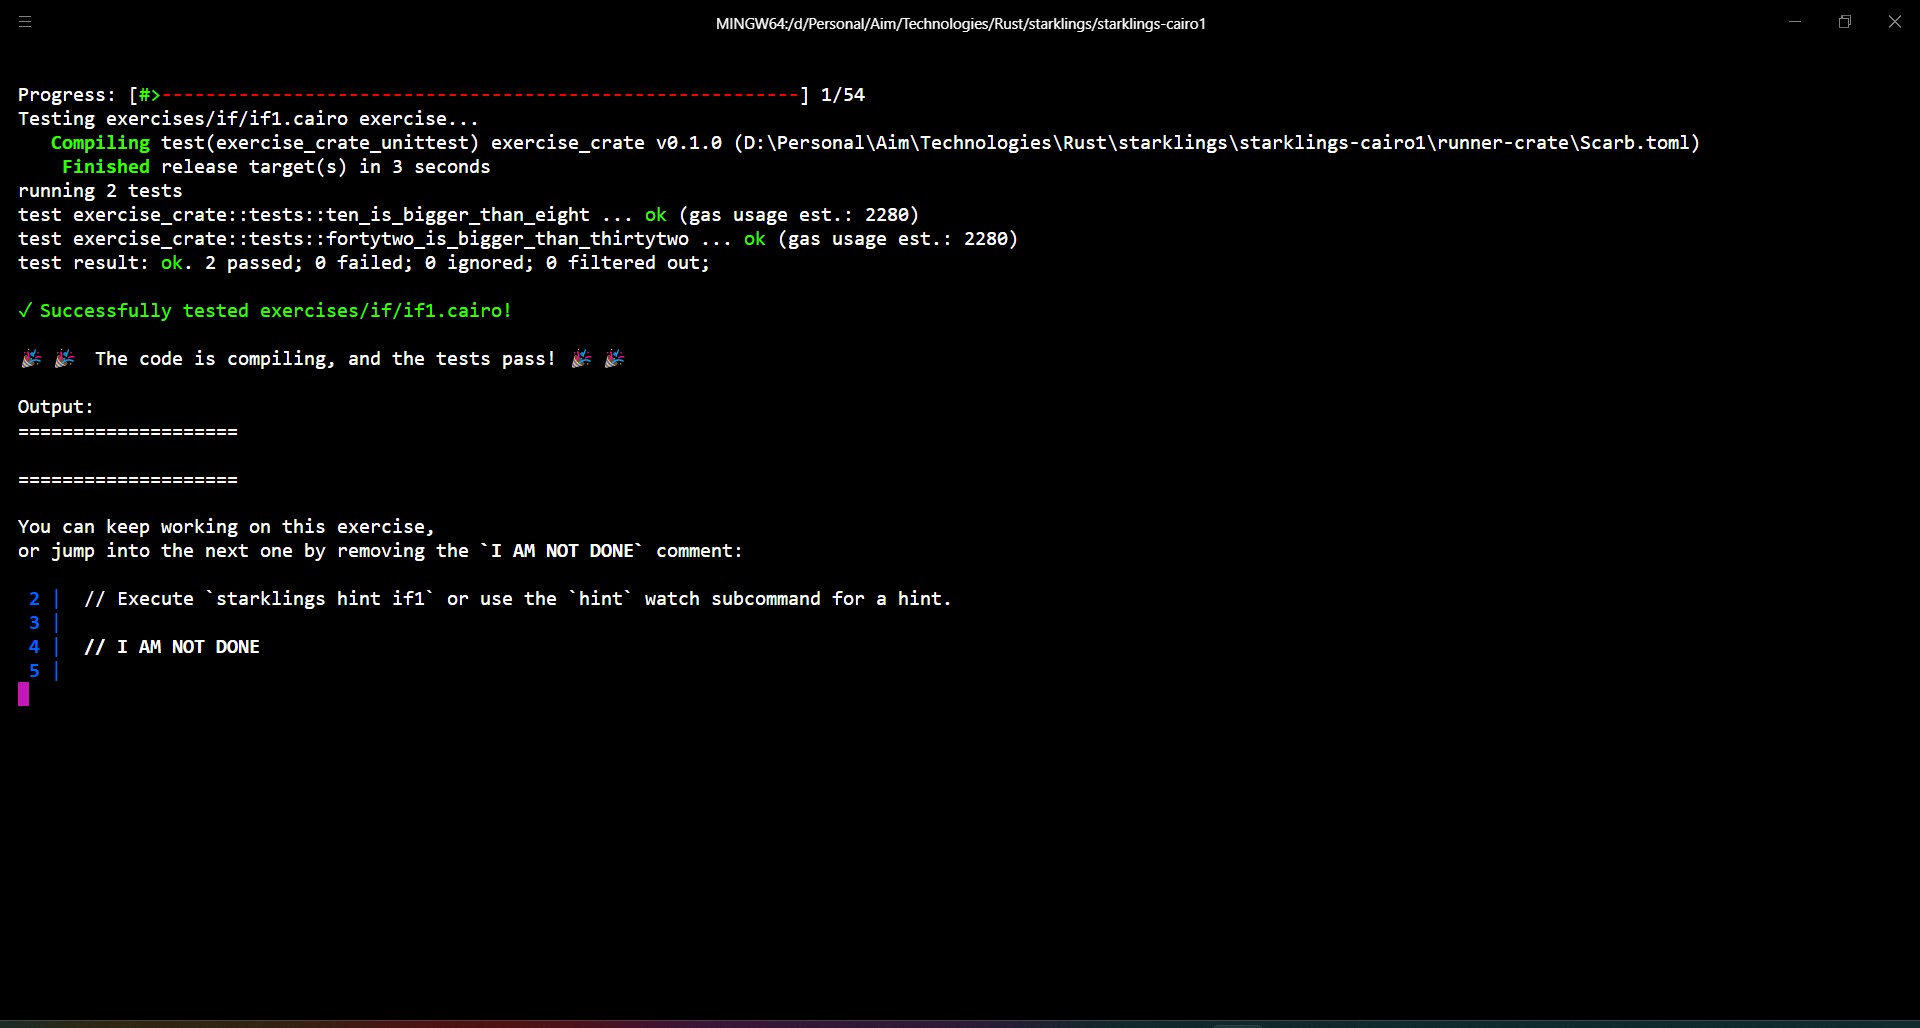 MINGW64:/d/Personal/Aim/Technologies/Rust/starklings/starklings-cairo1
Progress: [#>----------------------------------------------------------] 1/54
Testing exercises/if/if1.cairo exercise...
Compiling test(exercise_crate_unittest) exercise_crate v0.1.0 (D:\Personal\Aim\Technologies\Rust\starklings\starklings-cairo1\runner-crate\Scarb.toml)
Finished release target(s) in 3 seconds
running 2 tests
test exercise_crate::tests::ten_is_bigger_than_eight ... ok (gas usage est.: 2280)
test exercise_crate::tests::fortytwo_is_bigger_than_thirtytwo ... ok (gas usage est.: 2280)
test result: ok. 2 passed; 0 failed; 0 ignored; 0 filtered out;
✓ Successfully tested exercises/if/if1.cairo!
🎉 🎉 The code is compiling, and the tests pass! 🎉 🎉
Output:
====================
====================
You can keep working on this exercise,
or jump into the next one by removing the `I AM NOT DONE` comment:
2 | // Execute `starklings hint if1` or use the `hint` watch subcommand for a hint.
3 |
4 | // I AM NOT DONE
5 |